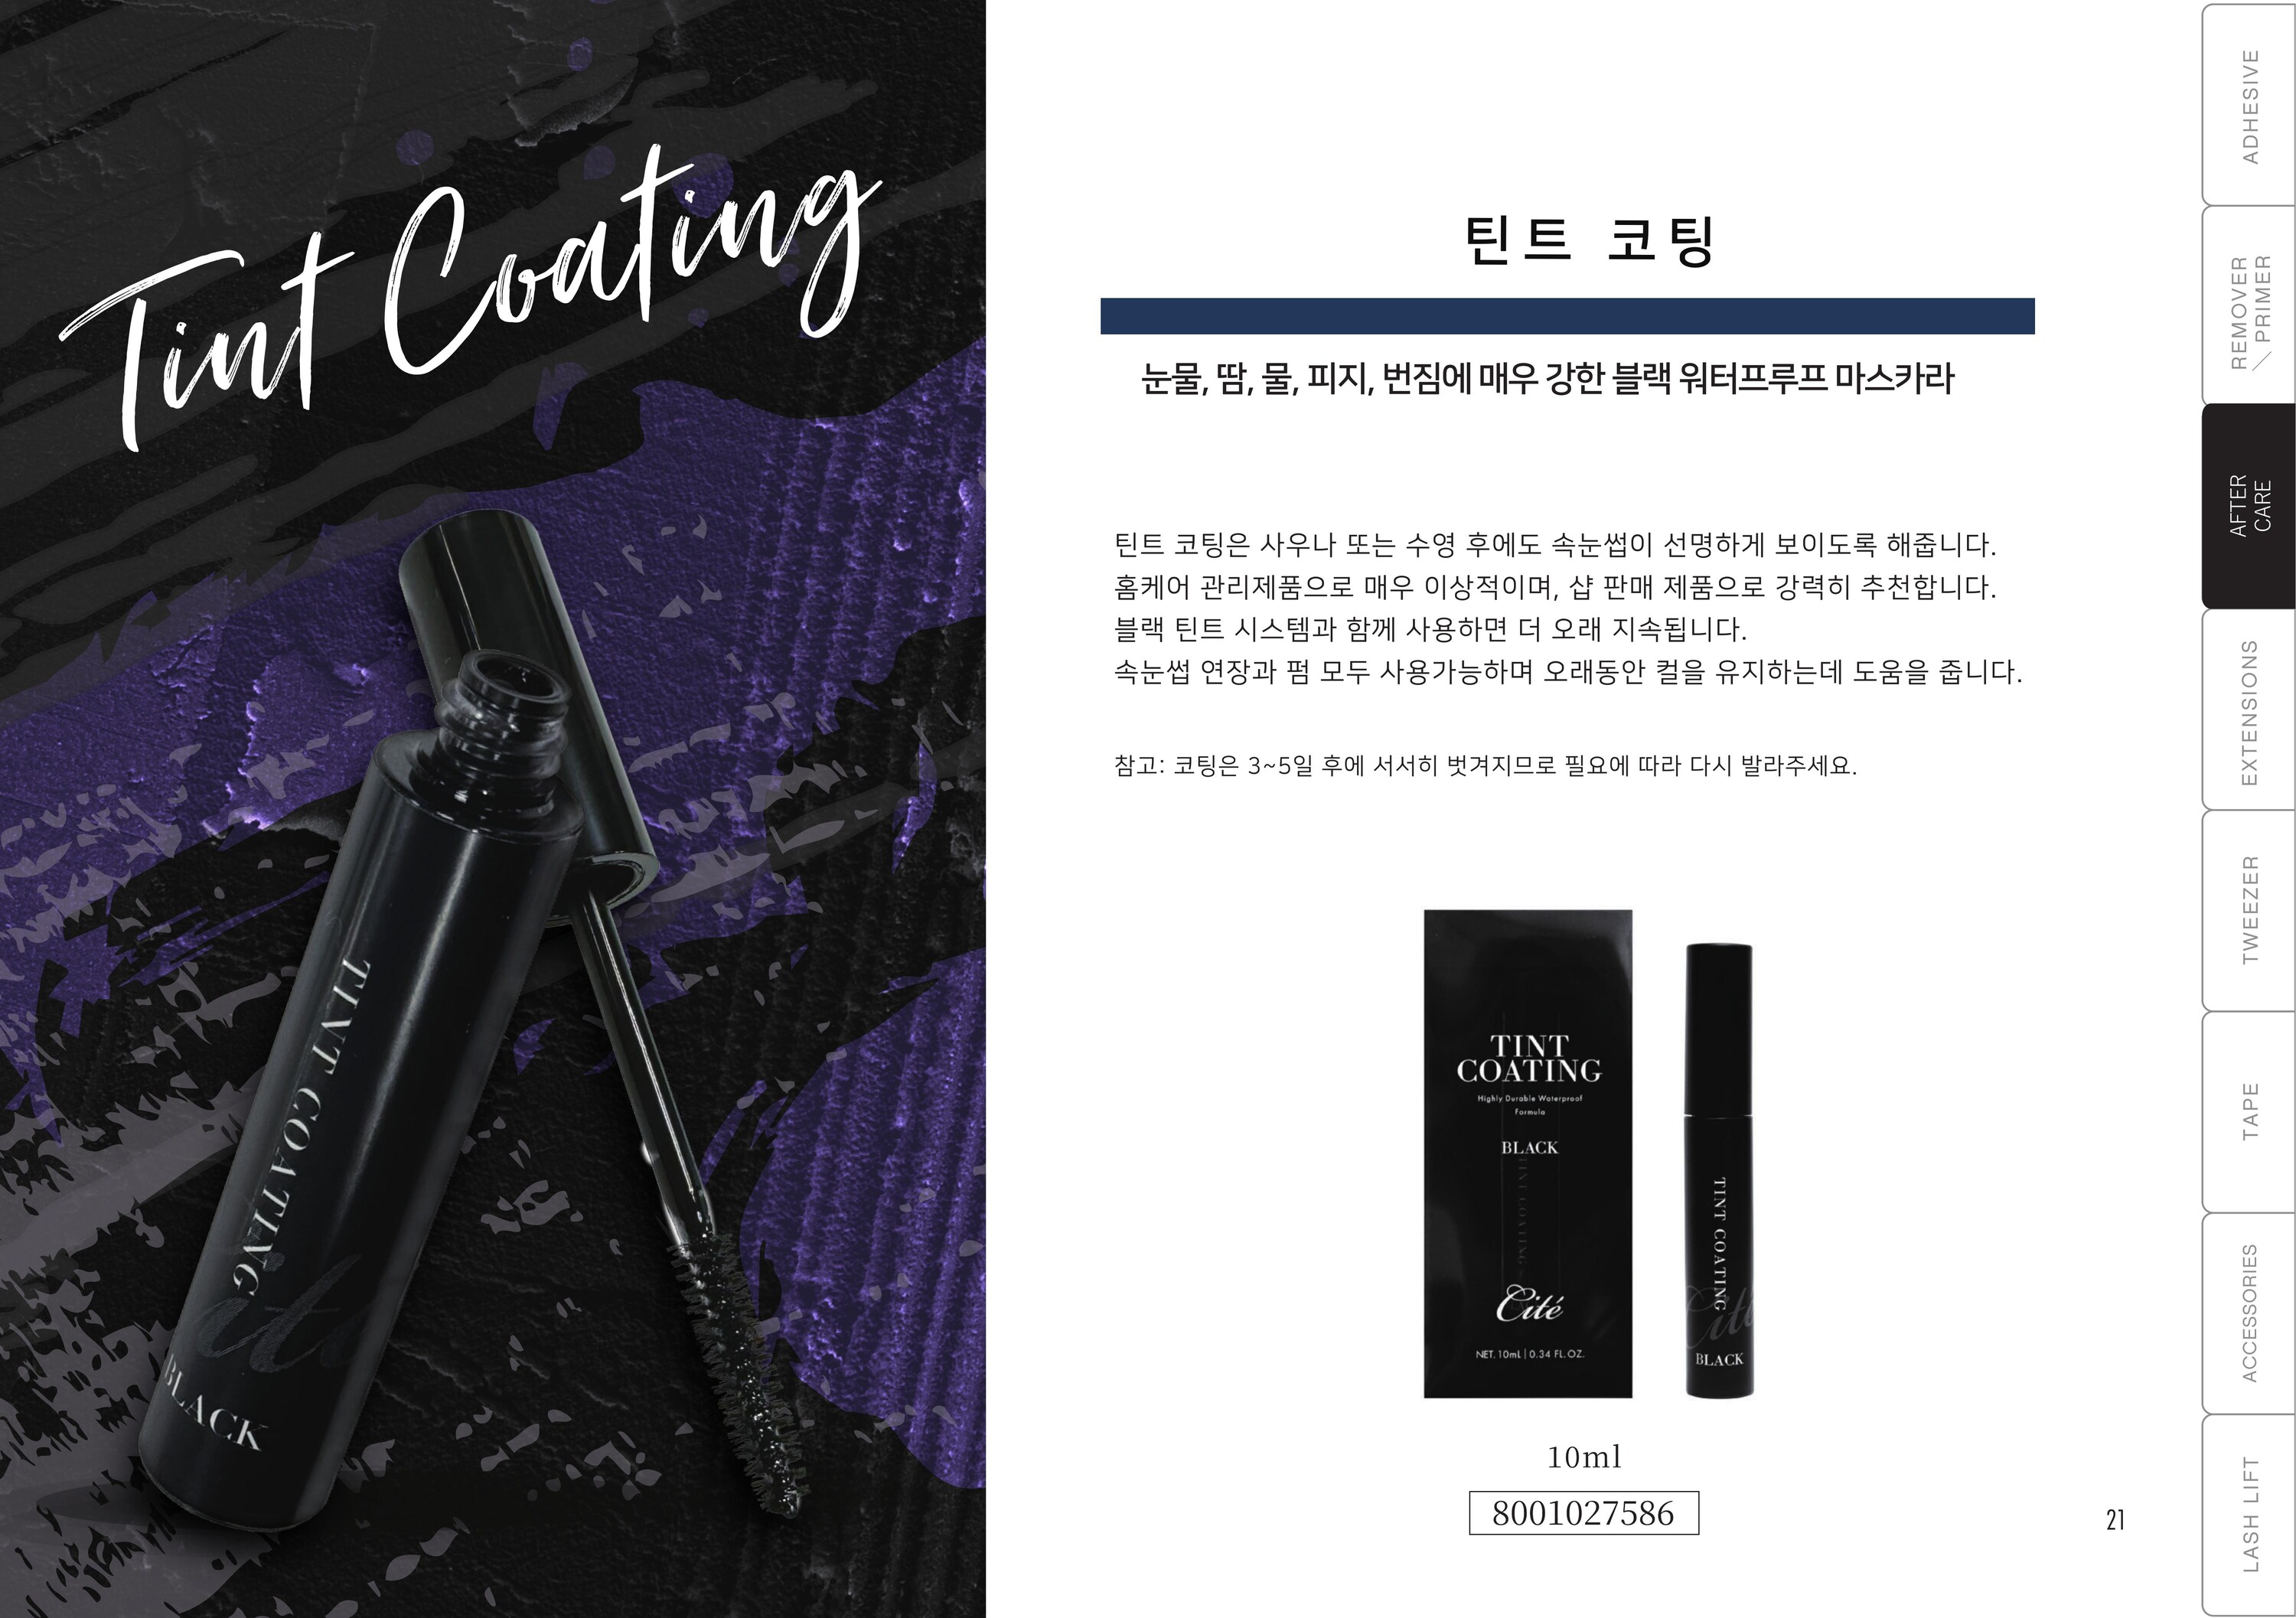 Tint Coating
TINT COATING
BLACK
틴트 코팅
눈물, 땀, 물, 피지, 번짐에 매우 강한 블랙 워터프루프 마스카라
틴트 코팅은 사우나 또는 수영 후에도 속눈썹이 선명하게 보이도록 해줍니다.
홈케어 관리제품으로 매우 이상적이며, 샵 판매 제품으로 강력히 추천합니다.
블랙 틴트 시스템과 함께 사용하면 더 오래 지속됩니다.
속눈썹 연장과 펌 모두 사용가능하며 오래동안 컬을 유지하는데 도움을 줍니다.
참고: 코팅은 3~5일 후에 서서히 벗겨지므로 필요에 따라 다시 발라주세요.
TINT
COATING
Highly Durable Waterproof
Formula
BLACK
TINT COATING
Cité
NET. 10mL | 0.34 FL.OZ.
TINT COATING
Cité
BLACK
10ml
8001027586
21
ADHESIVE
REMOVER
/ PRIMER
AFTER
CARE
EXTENSIONS
TWEEZER
TAPE
ACCESSORIES
LASH LIFT